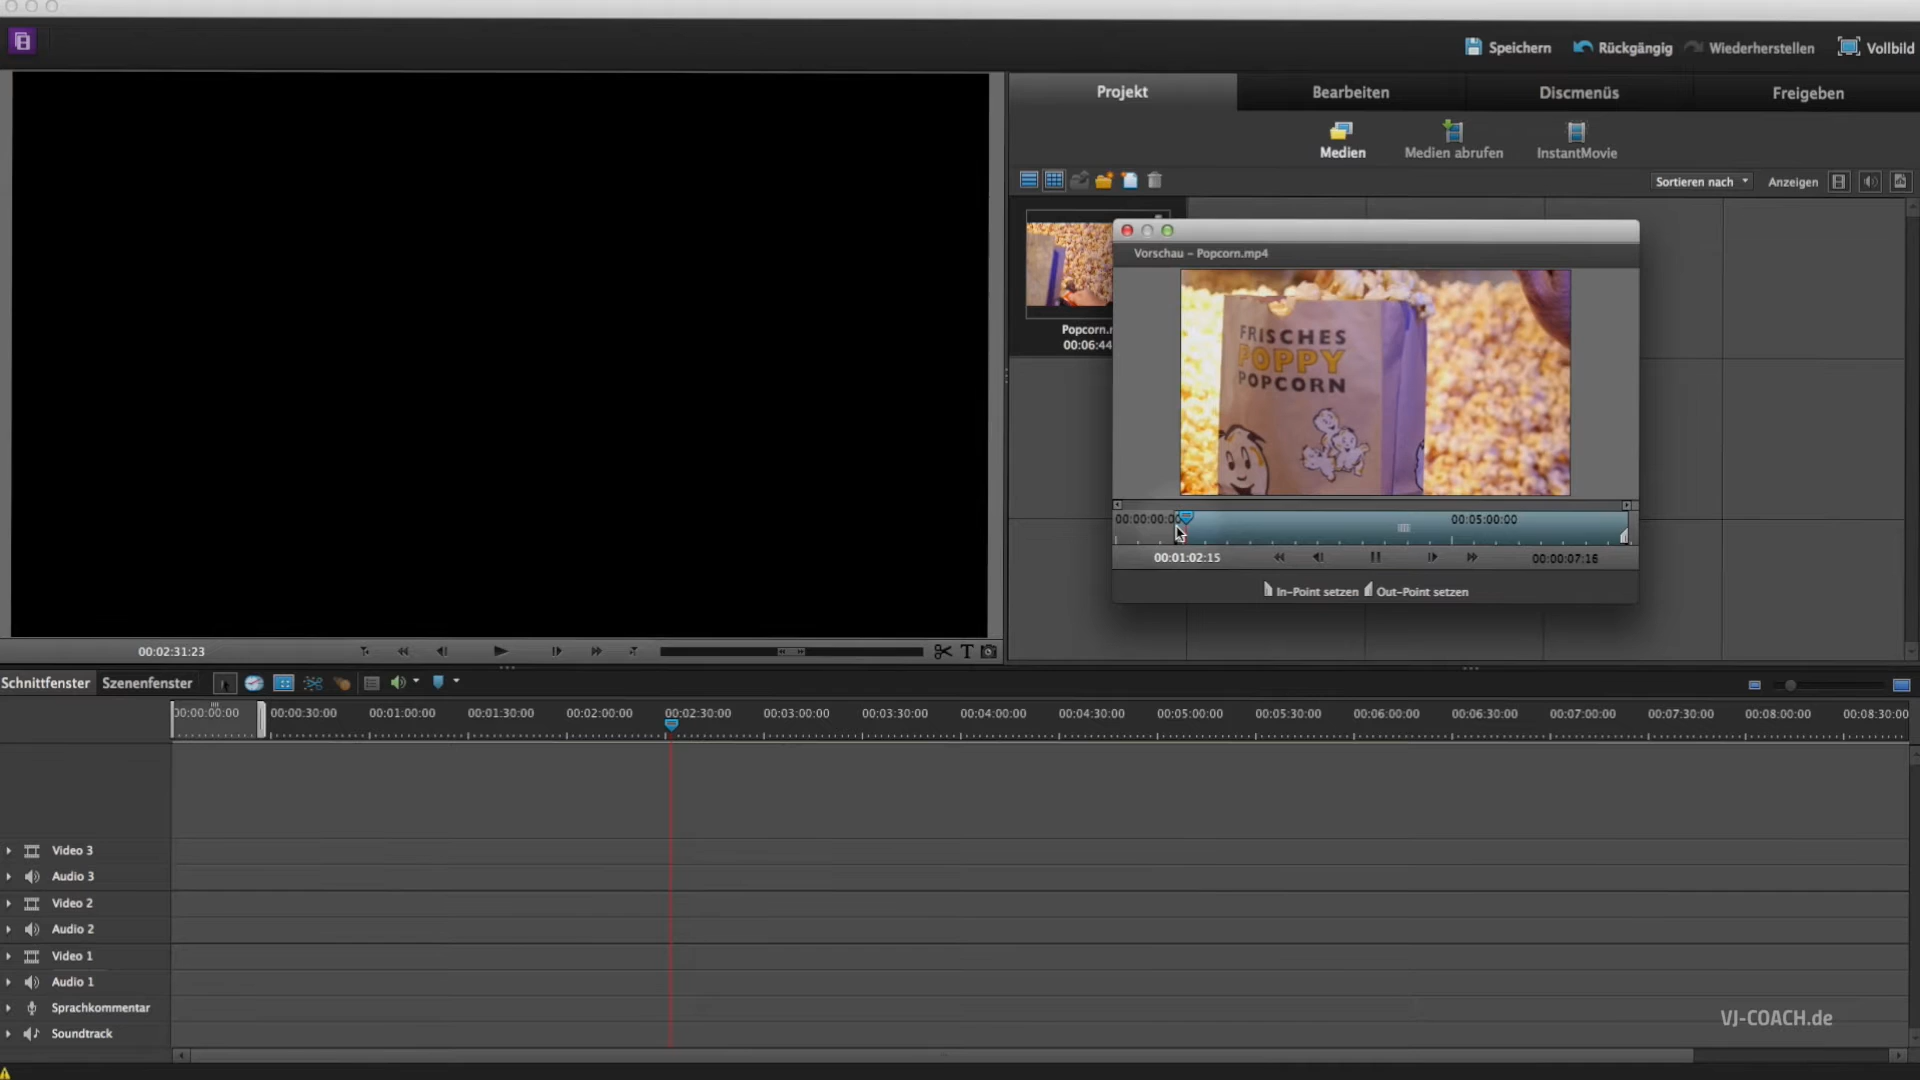 Speichern Rückgängig Wiederherstellen Vollbild
Projekt Bearbeiten Discmenüs Freigeben
Medien Medien abrufen InstantMovie
Sortieren nach Anzeigen
Vorschau – Popcorn.mp4
FRISCHES
POPPY
POPCORN
Popcorn.
00:06:44
00:00:00:00 00:05:00:00
00:01:02:15 00:00:07:16
In-Point setzen Out-Point setzen
00:02:31:23 T
Schnittfenster Szenenfenster
00:00:00:00 00:00:30:00 00:01:00:00 00:01:30:00 00:02:00:00 00:02:30:00 00:03:00:00 00:03:30:00 00:04:00:00 00:04:30:00 00:05:00:00 00:05:30:00 00:06:00:00 00:06:30:00 00:07:00:00 00:07:30:00 00:08:00:00 00:08:30:00
Video 3
Audio 3
Video 2
Audio 2
Video 1
Audio 1
Sprachkommentar
Soundtrack
VJ-COACH.de